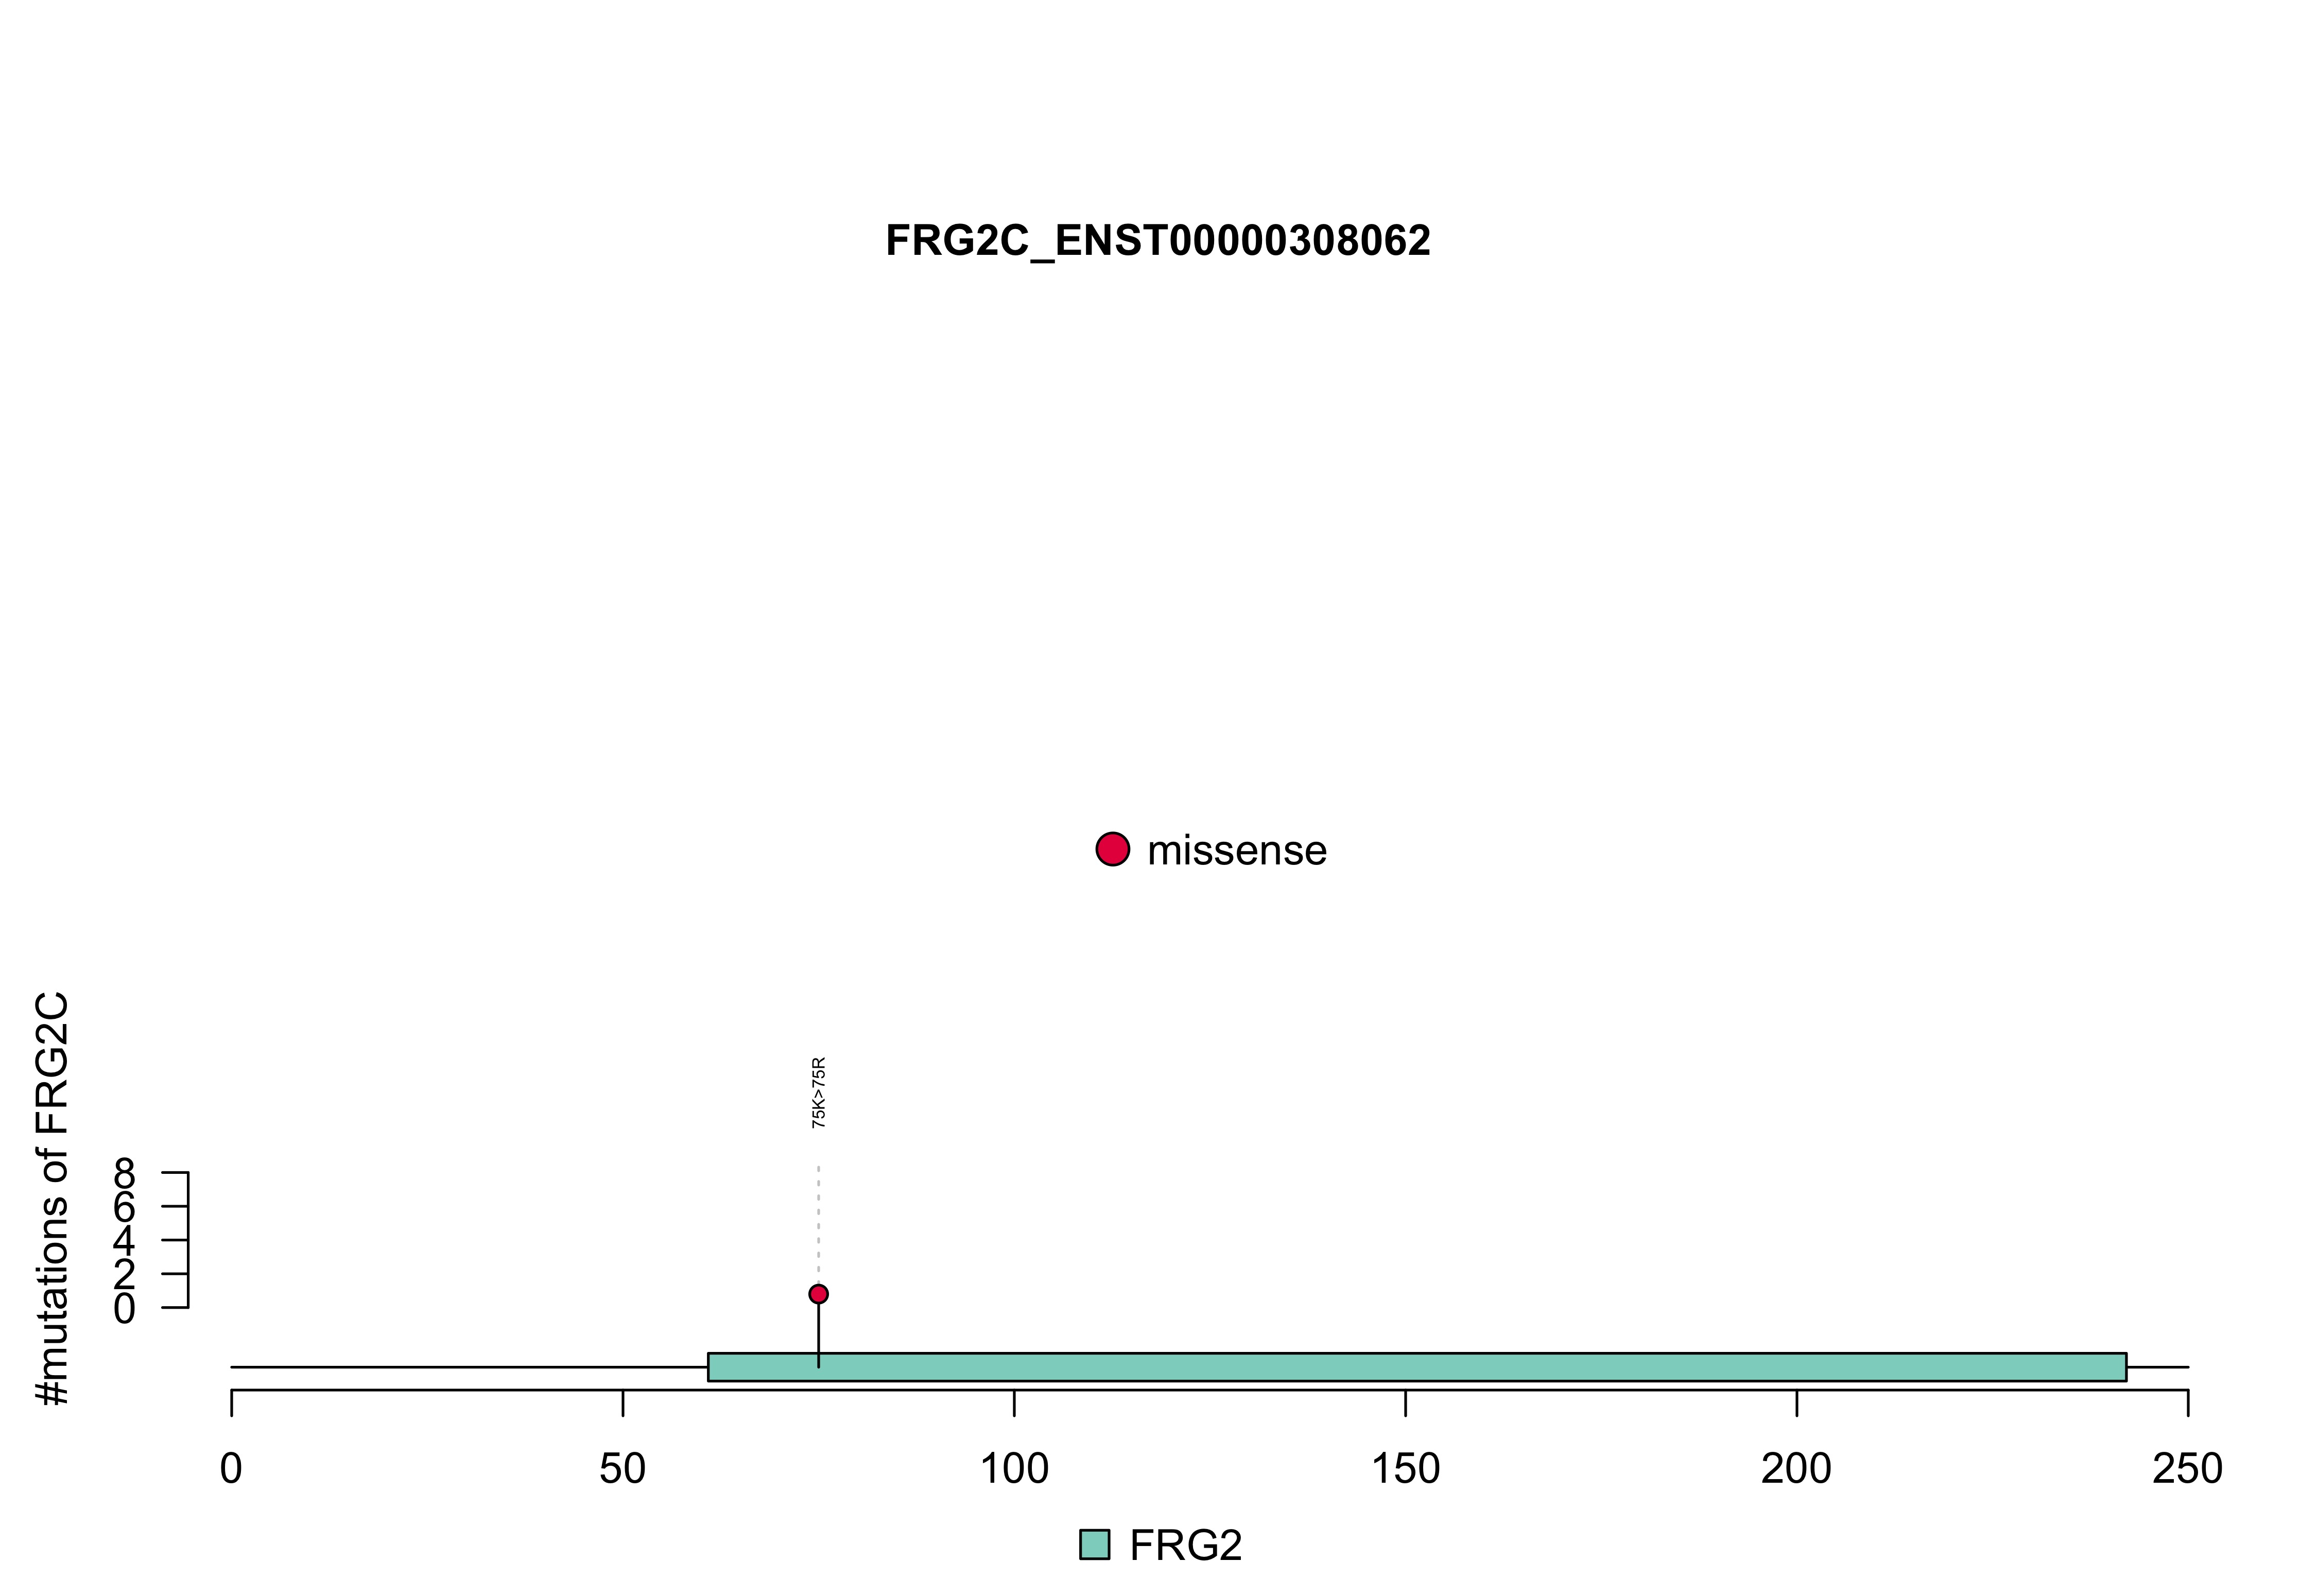 FRG2C_ENST00000308062
missense
#mutations of FRG2C
75K>75R
8
6
4
2
0
0 50 100 150 200 250
FRG2